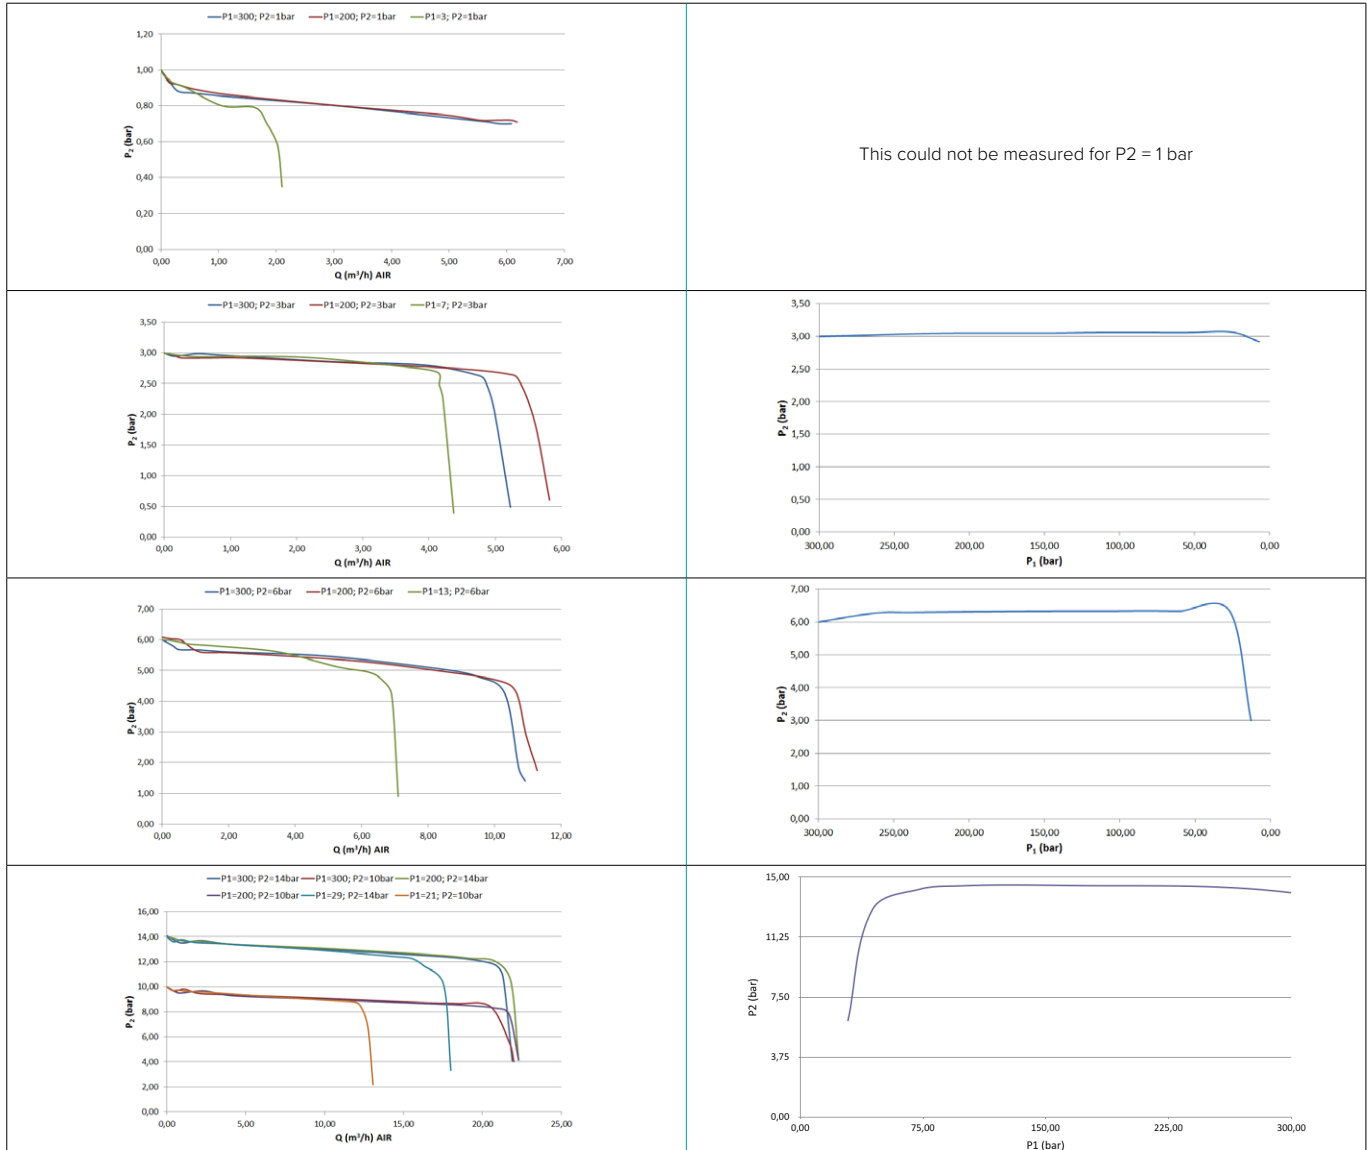 P1=300; P2=1bar P1=200; P2=1bar P1=3; P2=1bar
1,20
1,00
0,80
0,60
0,40
0,20
0,00
P2 (bar)
0,00 1,00 2,00 3,00 4,00 5,00 6,00 7,00
Q (m³/h) AIR
This could not be measured for P2 = 1 bar
P1=300; P2=3bar P1=200; P2=3bar P1=7; P2=3bar
3,50
3,00
2,50
2,00
1,50
1,00
0,50
0,00
P2 (bar)
0,00 1,00 2,00 3,00 4,00 5,00 6,00
Q (m³/h) AIR
3,50
3,00
2,50
2,00
1,50
1,00
0,50
0,00
P2 (bar)
300,00 250,00 200,00 150,00 100,00 50,00 0,00
P1 (bar)
P1=300; P2=6bar P1=200; P2=6bar P1=13; P2=6bar
7,00
6,00
5,00
4,00
3,00
2,00
1,00
0,00
P2 (bar)
0,00 2,00 4,00 6,00 8,00 10,00 12,00
Q (m³/h) AIR
7,00
6,00
5,00
4,00
3,00
2,00
1,00
0,00
P2 (bar)
300,00 250,00 200,00 150,00 100,00 50,00 0,00
P1 (bar)
P1=300; P2=14bar P1=300; P2=10bar P1=200; P2=14bar
P1=200; P2=10bar P1=29; P2=14bar P1=21; P2=10bar
16,00
14,00
12,00
10,00
8,00
6,00
4,00
2,00
0,00
P2 (bar)
0,00 5,00 10,00 15,00 20,00 25,00
Q (m³/h) AIR
15,00
11,25
7,50
3,75
0,00
P2 (bar)
0,00 75,00 150,00 225,00 300,00
P1 (bar)